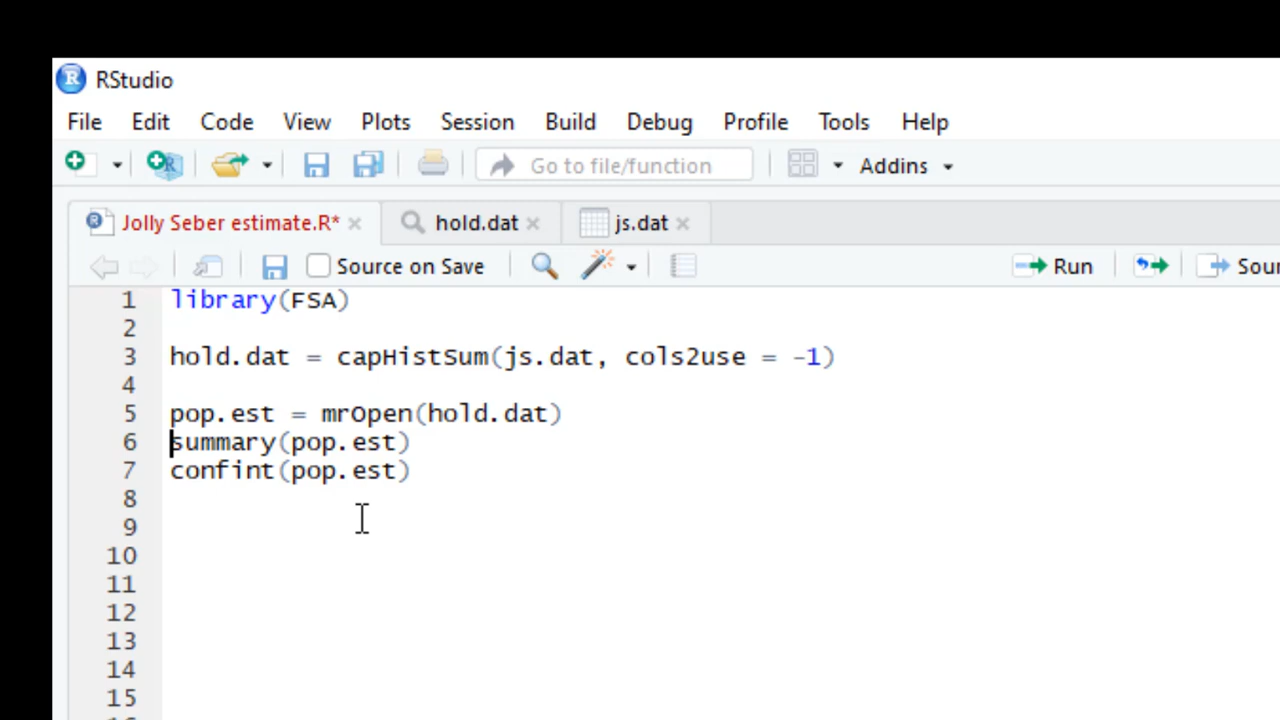 R RStudio
File Edit Code View Plots Session Build Debug Profile Tools Help
Go to file/function Addins
Jolly Seber estimate.R* hold.dat js.dat
Source on Save Run Sour
1 library(FSA)
2
3 hold.dat = capHistSum(js.dat, cols2use = -1)
4
5 pop.est = mrOpen(hold.dat)
6 summary(pop.est)
7 confint(pop.est)
8
9
10
11
12
13
14
15